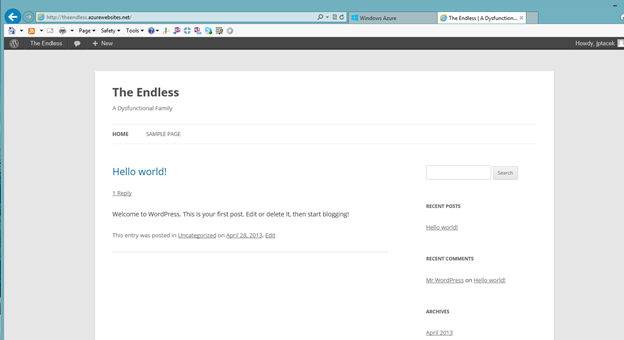 http://theendless.azurewebsites.net/
Windows Azure
The Endless | A Dysfunction...
Page
Safety
Tools
The Endless
+ New
Howdy, jptacek
The Endless
A Dysfunctional Family
HOME
SAMPLE PAGE
Hello world!
1 Reply
Welcome to WordPress. This is your first post. Edit or delete it, then start blogging!
This entry was posted in Uncategorized on April 28, 2013. Edit
Search
RECENT POSTS
Hello world!
RECENT COMMENTS
Mr WordPress on Hello world!
ARCHIVES
April 2013